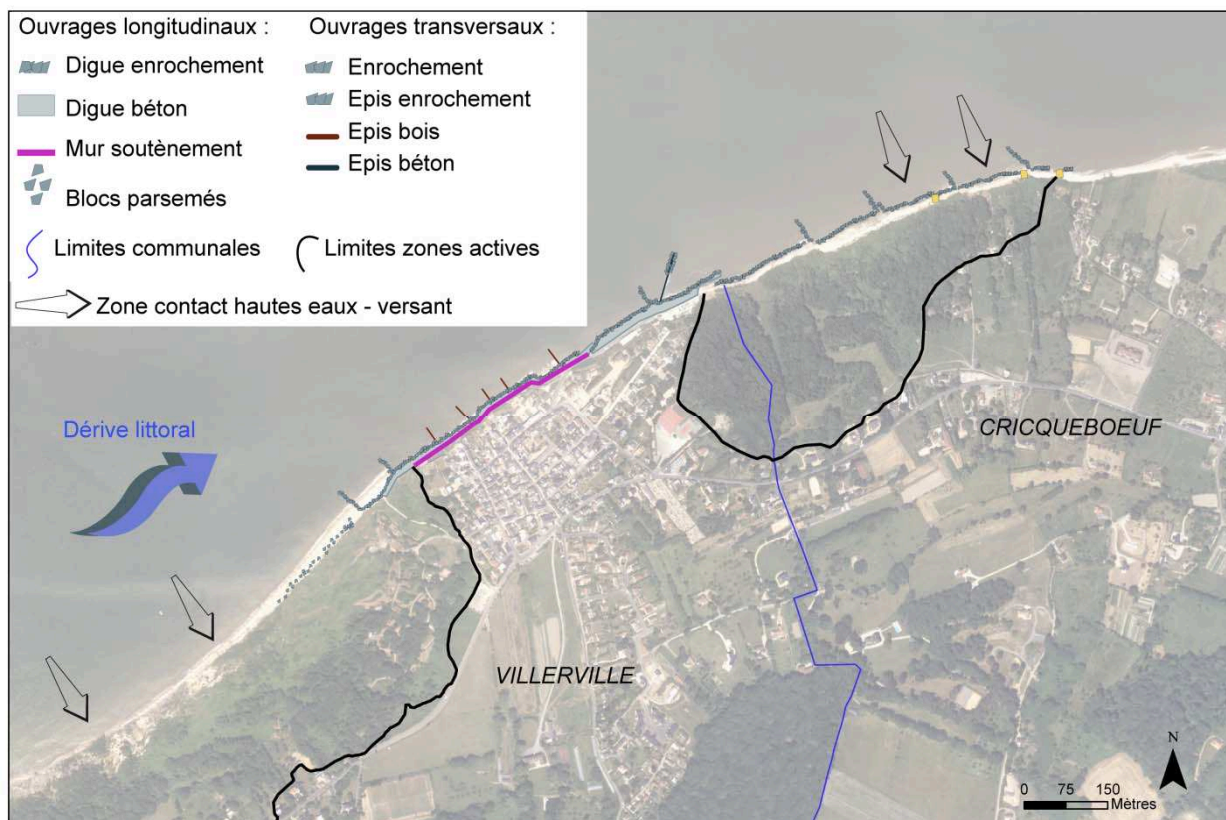 Ouvrages longitudinaux :
Digue enrochement
Digue béton
Mur soutènement
Blocs parsemés
Ouvrages transversaux :
Enrochement
Epis enrochement
Epis bois
Epis béton
Limites communales
Limites zones actives
Zone contact hautes eaux - versant
Dérive littoral
CRICQUEBOEUF
VILLERVILLE
N
0 75 150
Mètres